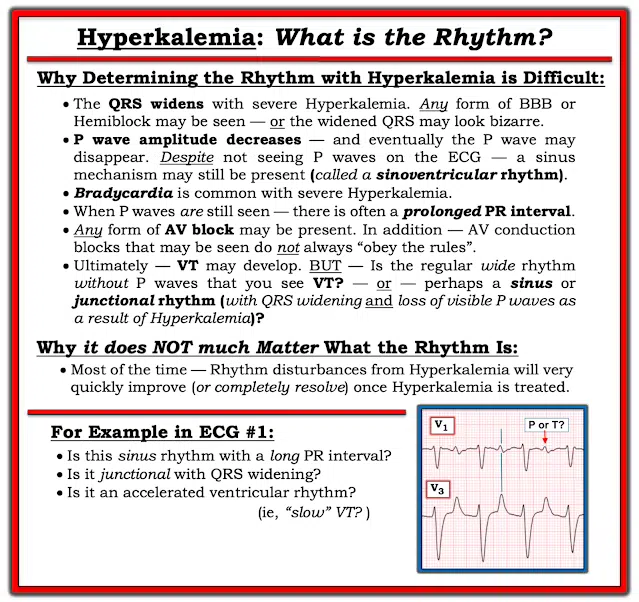 Hyperkalemia: What is the Rhythm?
Why Determining the Rhythm with Hyperkalemia is Difficult:
• The QRS widens with severe Hyperkalemia. Any form of BBB or
Hemiblock may be seen — or the widened QRS may look bizarre.
• P wave amplitude decreases — and eventually the P wave may
disappear. Despite not seeing P waves on the ECG — a sinus
mechanism may still be present (called a sinoventricular rhythm).
• Bradycardia is common with severe Hyperkalemia.
• When P waves are still seen — there is often a prolonged PR interval.
• Any form of AV block may be present. In addition — AV conduction
blocks that may be seen do not always “obey the rules”.
• Ultimately — VT may develop. BUT — Is the regular wide rhythm
without P waves that you see VT? — or — perhaps a sinus or
junctional rhythm (with QRS widening and loss of visible P waves as
a result of Hyperkalemia)?
Why it does NOT much Matter What the Rhythm Is:
• Most of the time — Rhythm disturbances from Hyperkalemia will very
quickly improve (or completely resolve) once Hyperkalemia is treated.
For Example in ECG #1:
• Is this sinus rhythm with a long PR interval?
• Is it junctional with QRS widening?
• Is it an accelerated ventricular rhythm?
(ie, “slow” VT? )
V1
P or T?
V3